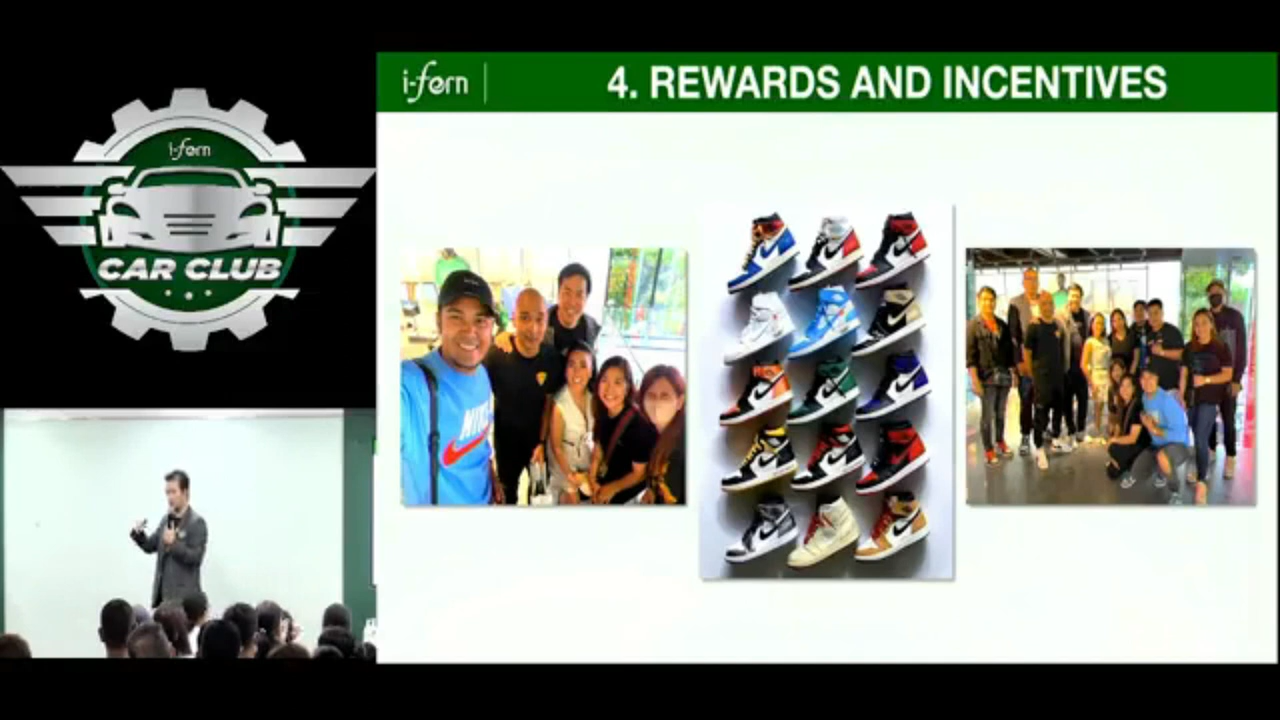 i-fern
CAR CLUB
i-fern
4. REWARDS AND INCENTIVES
NIKE